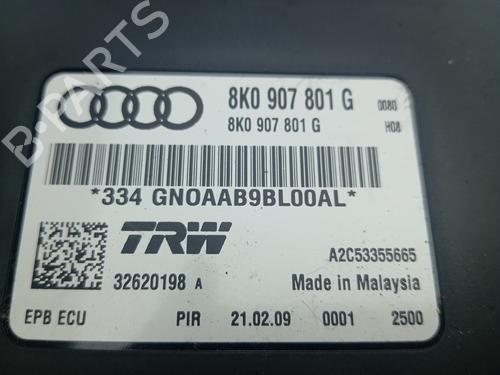 8K0 907 801 G 0080
8K0 907 801 G H08
*334 GNOAAB9BL00AL*
TRW A2C53355665
32620198 A Made in Malaysia
EPB ECU PIR 21.02.09 0001 2500
B-PARTS